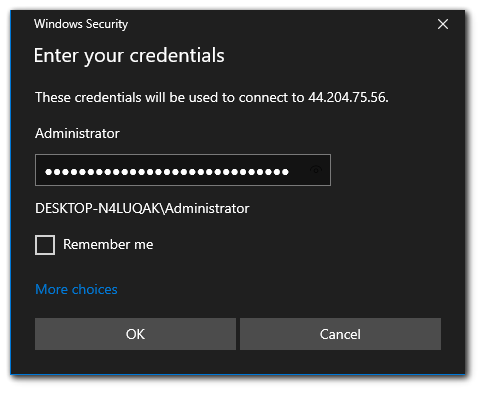 Windows Security
Enter your credentials
These credentials will be used to connect to 44.204.75.56.
Administrator
●●●●●●●●●●●●●●●●●●●●●●●●●●●●●
DESKTOP-N4LUQAK\Administrator
Remember me
More choices
OK
Cancel